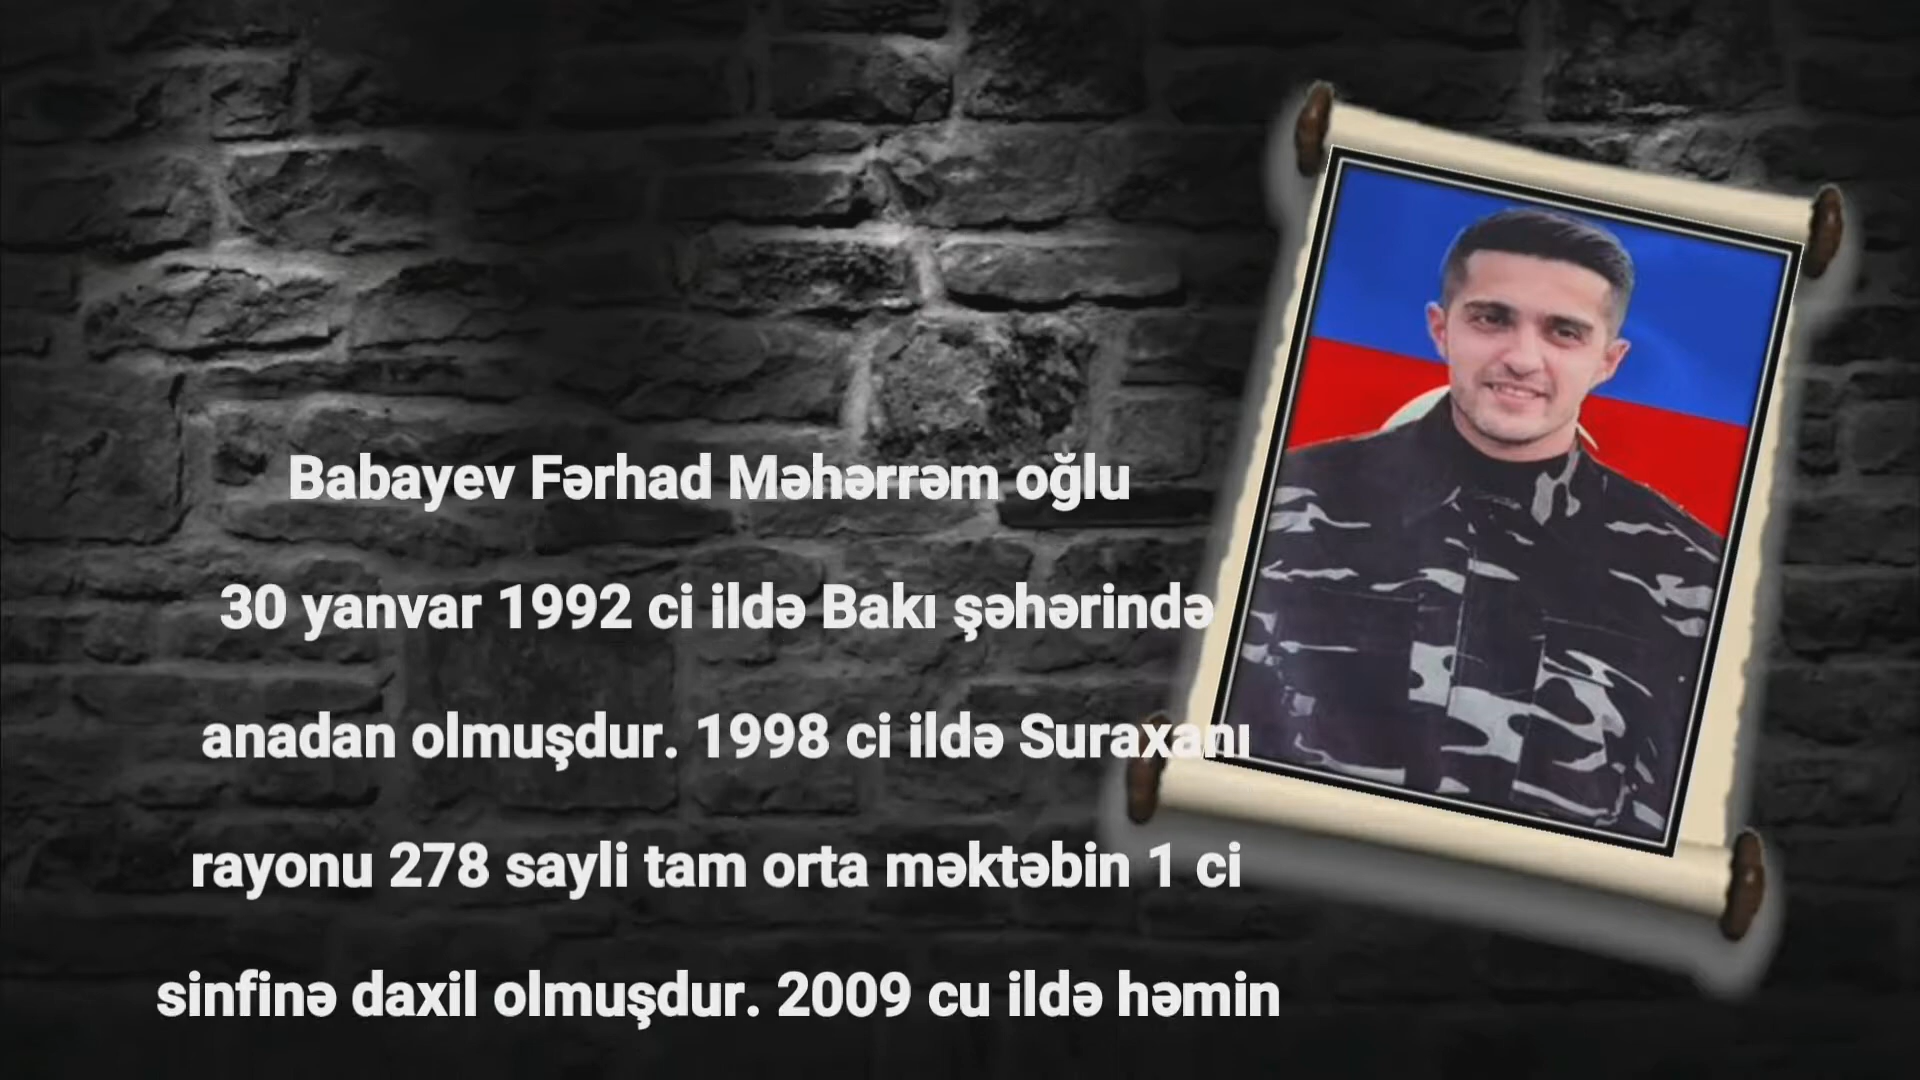 Babayev Fərhad Məhərrəm oğlu
30 yanvar 1992 ci ildə Bakı şəhərində
anadan olmuşdur. 1998 ci ildə Suraxanı
rayonu 278 sayli tam orta məktəbin 1 ci
sinfinə daxil olmuşdur. 2009 cu ildə həmin